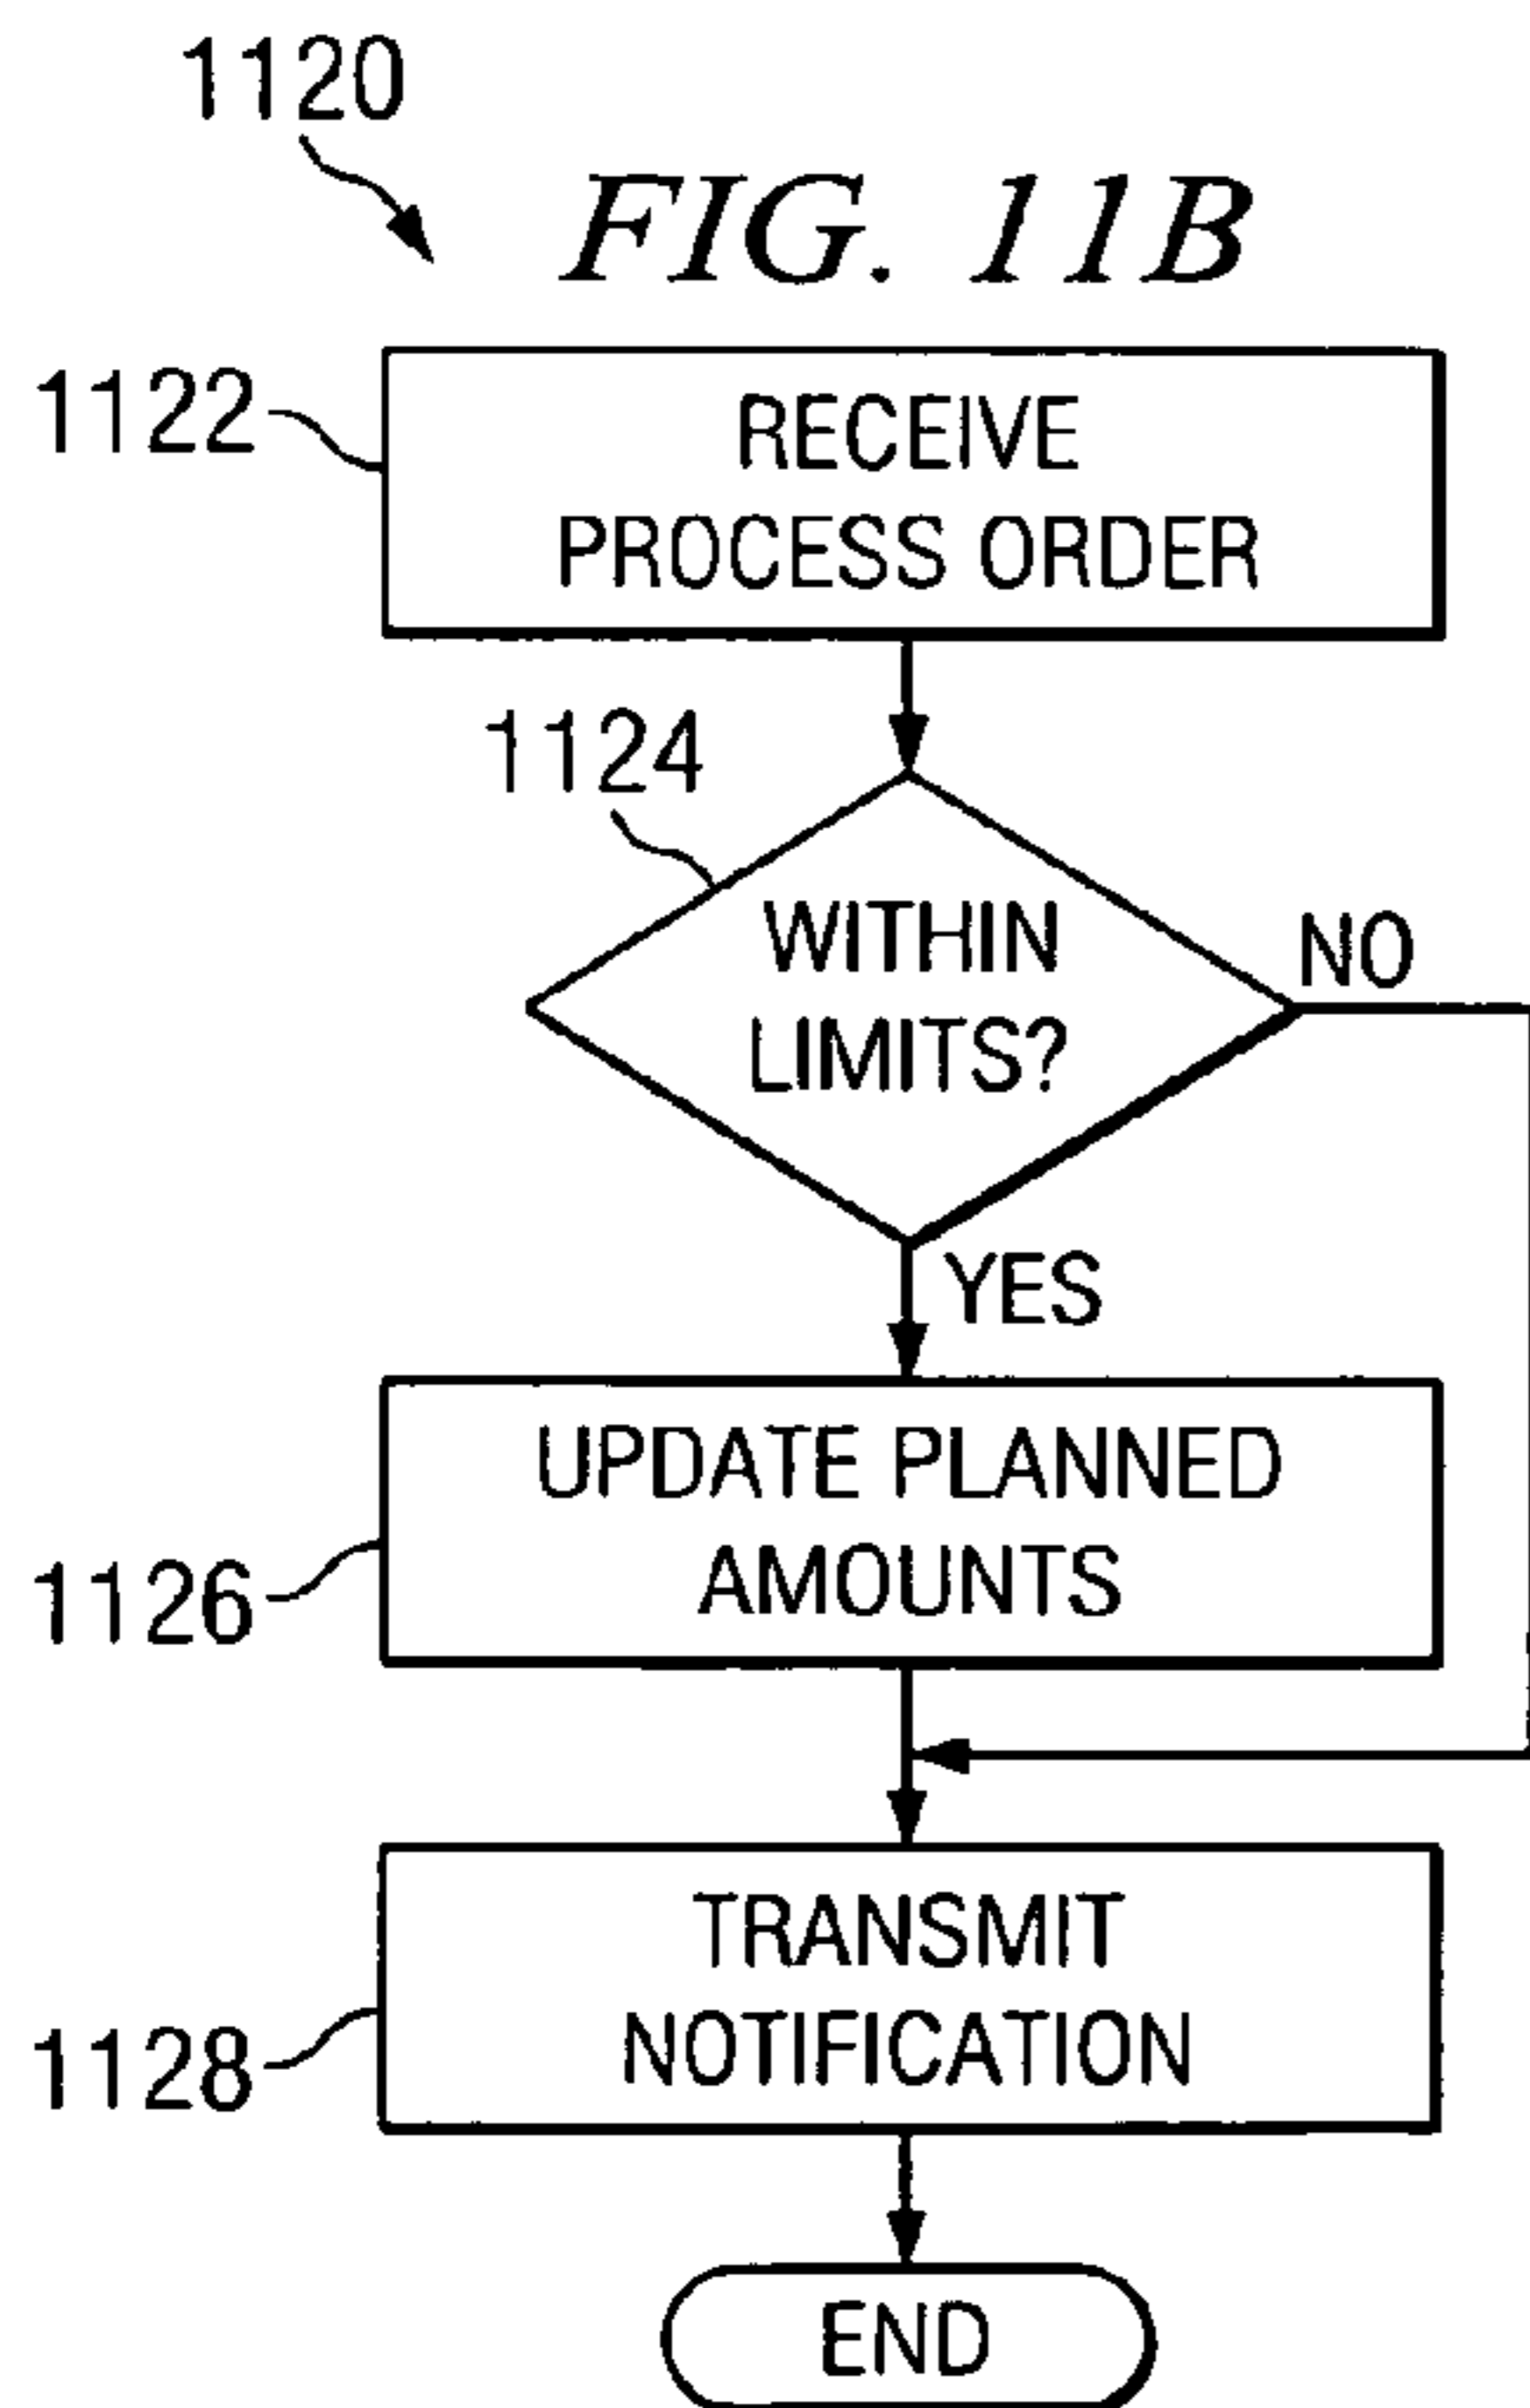 1120
FIG. 11B
1122
RECEIVE
PROCESS ORDER
1124
WITHIN
LIMITS?
NO
YES
UPDATE PLANNED
AMOUNTS
1126
TRANSMIT
NOTIFICATION
1128
END